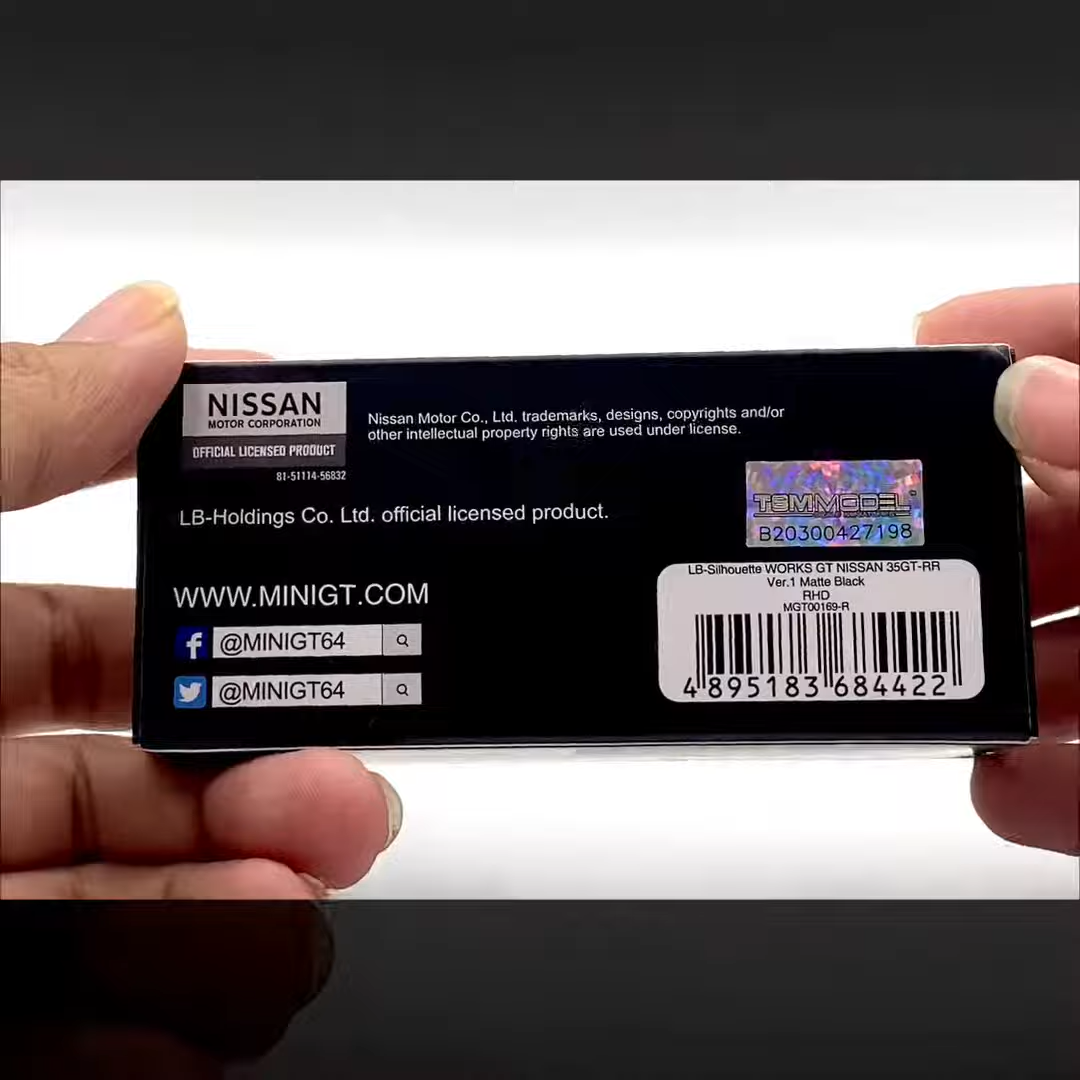 NISSAN
MOTOR CORPORATION
OFFICIAL LICENSED PRODUCT
81-51114-56832
Nissan Motor Co., Ltd. trademarks, designs, copyrights and/or
other intellectual property rights are used under license.
LB-Holdings Co. Ltd. official licensed product.
WWW.MINIGT.COM
@MINIGT64
@MINIGT64
TSMMODEL
B20300427198
LB-Silhouette WORKS GT NISSAN 35GT-RR
Ver.1 Matte Black
RHD
MGT00169-R
4 895183 684422